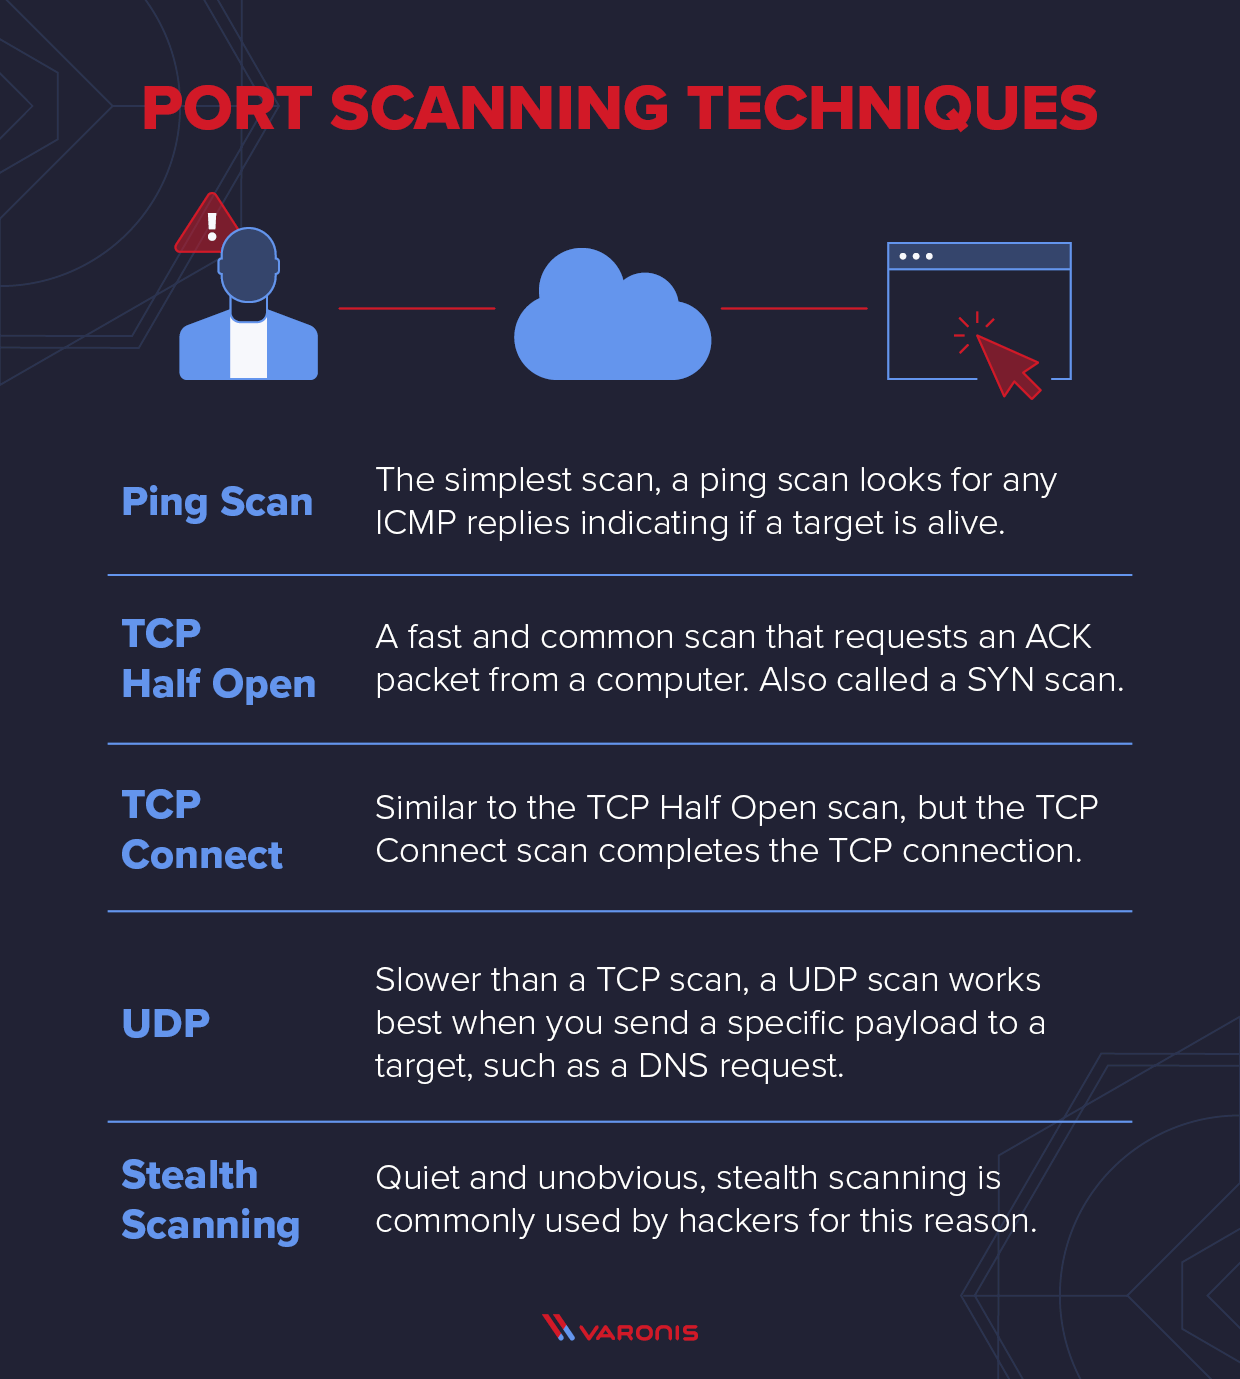 PORT SCANNING TECHNIQUES
!
Ping Scan
The simplest scan, a ping scan looks for any
ICMP replies indicating if a target is alive.
TCP
Half Open
A fast and common scan that requests an ACK
packet from a computer. Also called a SYN scan.
TCP
Connect
Similar to the TCP Half Open scan, but the TCP
Connect scan completes the TCP connection.
UDP
Slower than a TCP scan, a UDP scan works
best when you send a specific payload to a
target, such as a DNS request.
Stealth
Scanning
Quiet and unobvious, stealth scanning is
commonly used by hackers for this reason.
VARONIS